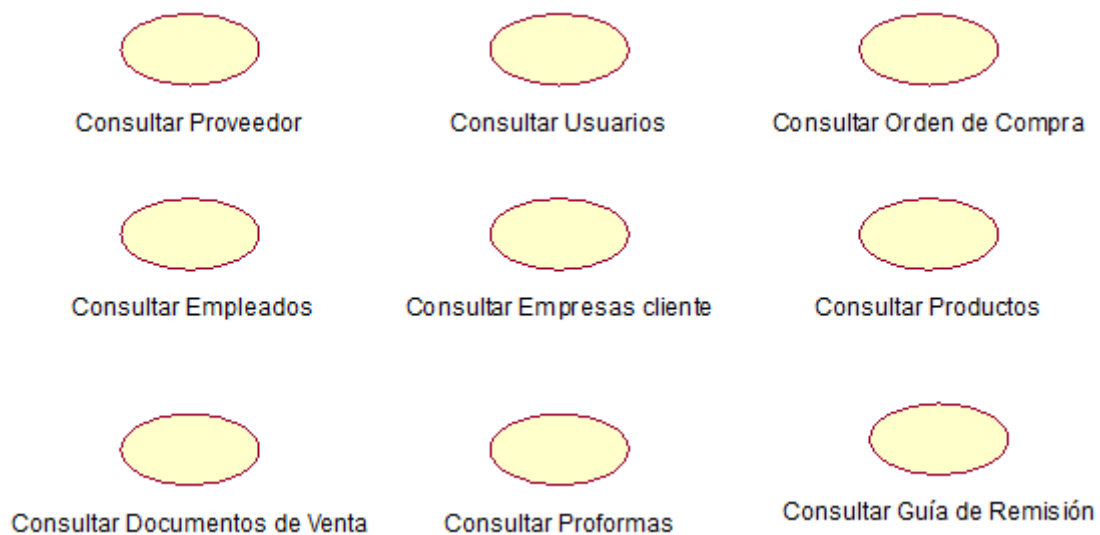 Consultar Proveedor
Consultar Usuarios
Consultar Orden de Compra
Consultar Empleados
Consultar Empresas cliente
Consultar Productos
Consultar Documentos de Venta
Consultar Proformas
Consultar Guía de Remisión